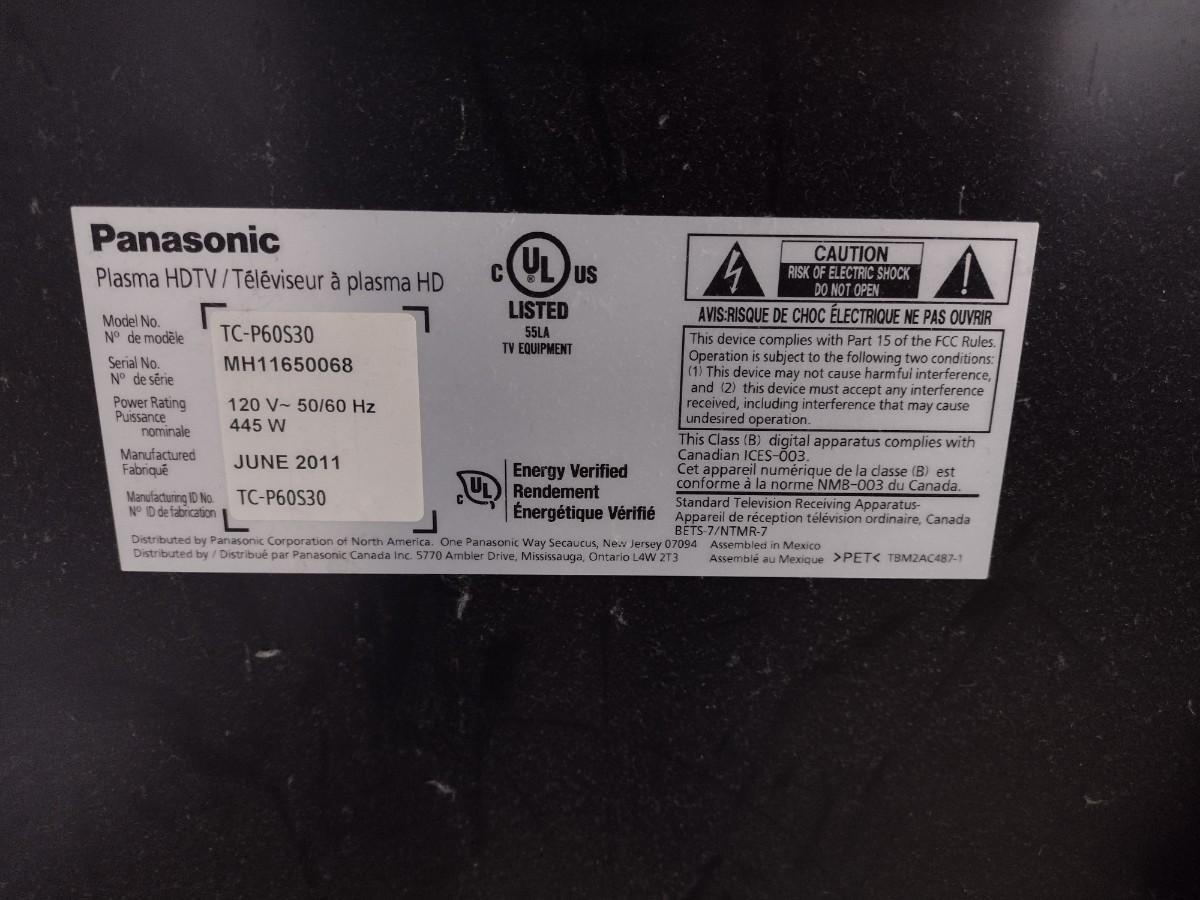 Panasonic
Plasma HDTV / Téléviseur à plasma HD
Model No.
Nº de modèle
TC-P60S30
Serial No.
Nº de série
MH11650068
Power Rating
Puissance
nominale
120 V~ 50/60 Hz
445 W
Manufactured
Fabriqué
JUNE 2011
Manufacturing ID No.
Nº ID de fabrication
TC-P60S30
C UL ® US
LISTED
55LA
TV EQUIPMENT
C UL
Energy Verified
Rendement
Énergétique Vérifié
CAUTION
RISK OF ELECTRIC SHOCK
DO NOT OPEN
AVIS:RISQUE DE CHOC ÉLECTRIQUE NE PAS OUVRIR
This device complies with Part 15 of the FCC Rules.
Operation is subject to the following two conditions:
(1) This device may not cause harmful interference,
and (2) this device must accept any interference
received, including interference that may cause
undesired operation.
This Class (B) digital apparatus complies with
Canadian ICES-003.
Cet appareil numérique de la classe (B) est
conforme à la norme NMB-003 du Canada.
Standard Television Receiving Apparatus-
Appareil de réception télévision ordinaire, Canada
BETS-7/NTMR-7
Distributed by Panasonic Corporation of North America. One Panasonic Way Secaucus, New Jersey 07094
Distributed by / Distribué par Panasonic Canada Inc. 5770 Ambler Drive, Mississauga, Ontario L4W 2T3
Assembled in Mexico
Assemblé au Mexique >PET< TBM2AC487-1